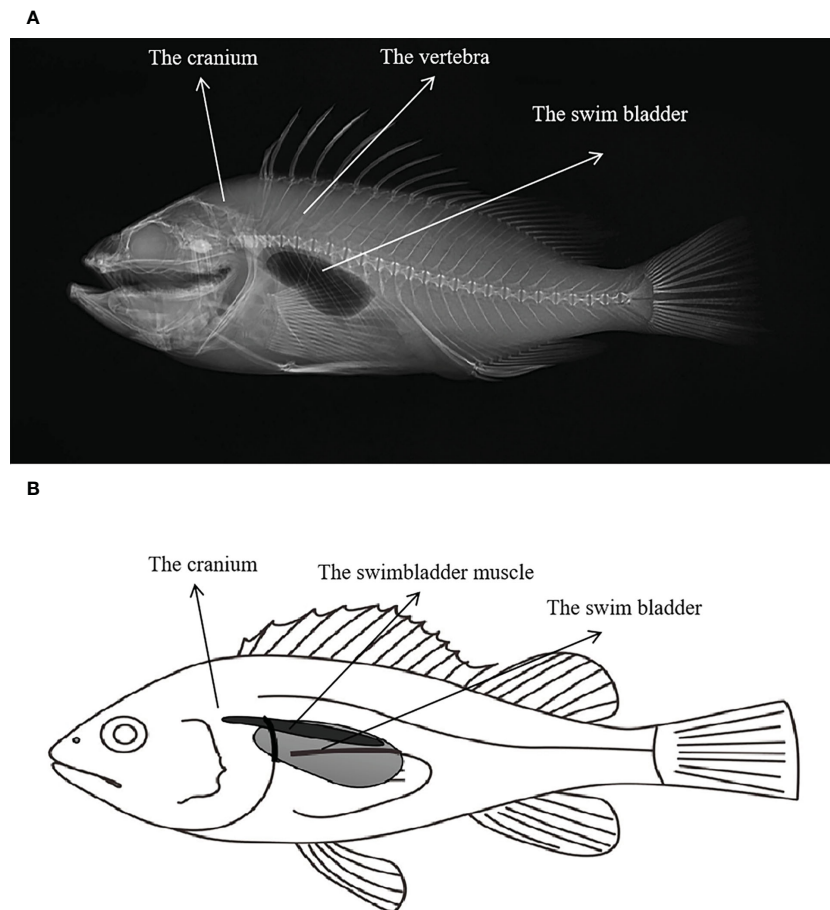 A
The cranium
The vertebra
The swim bladder
B
The cranium
The swimbladder muscle
The swim bladder